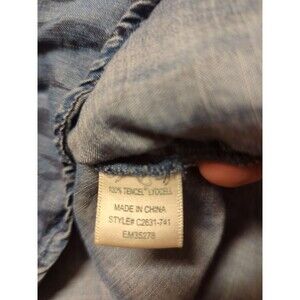 100% TENCEL® LYOCELL
MADE IN CHINA
STYLE# C2631-741
EM35278